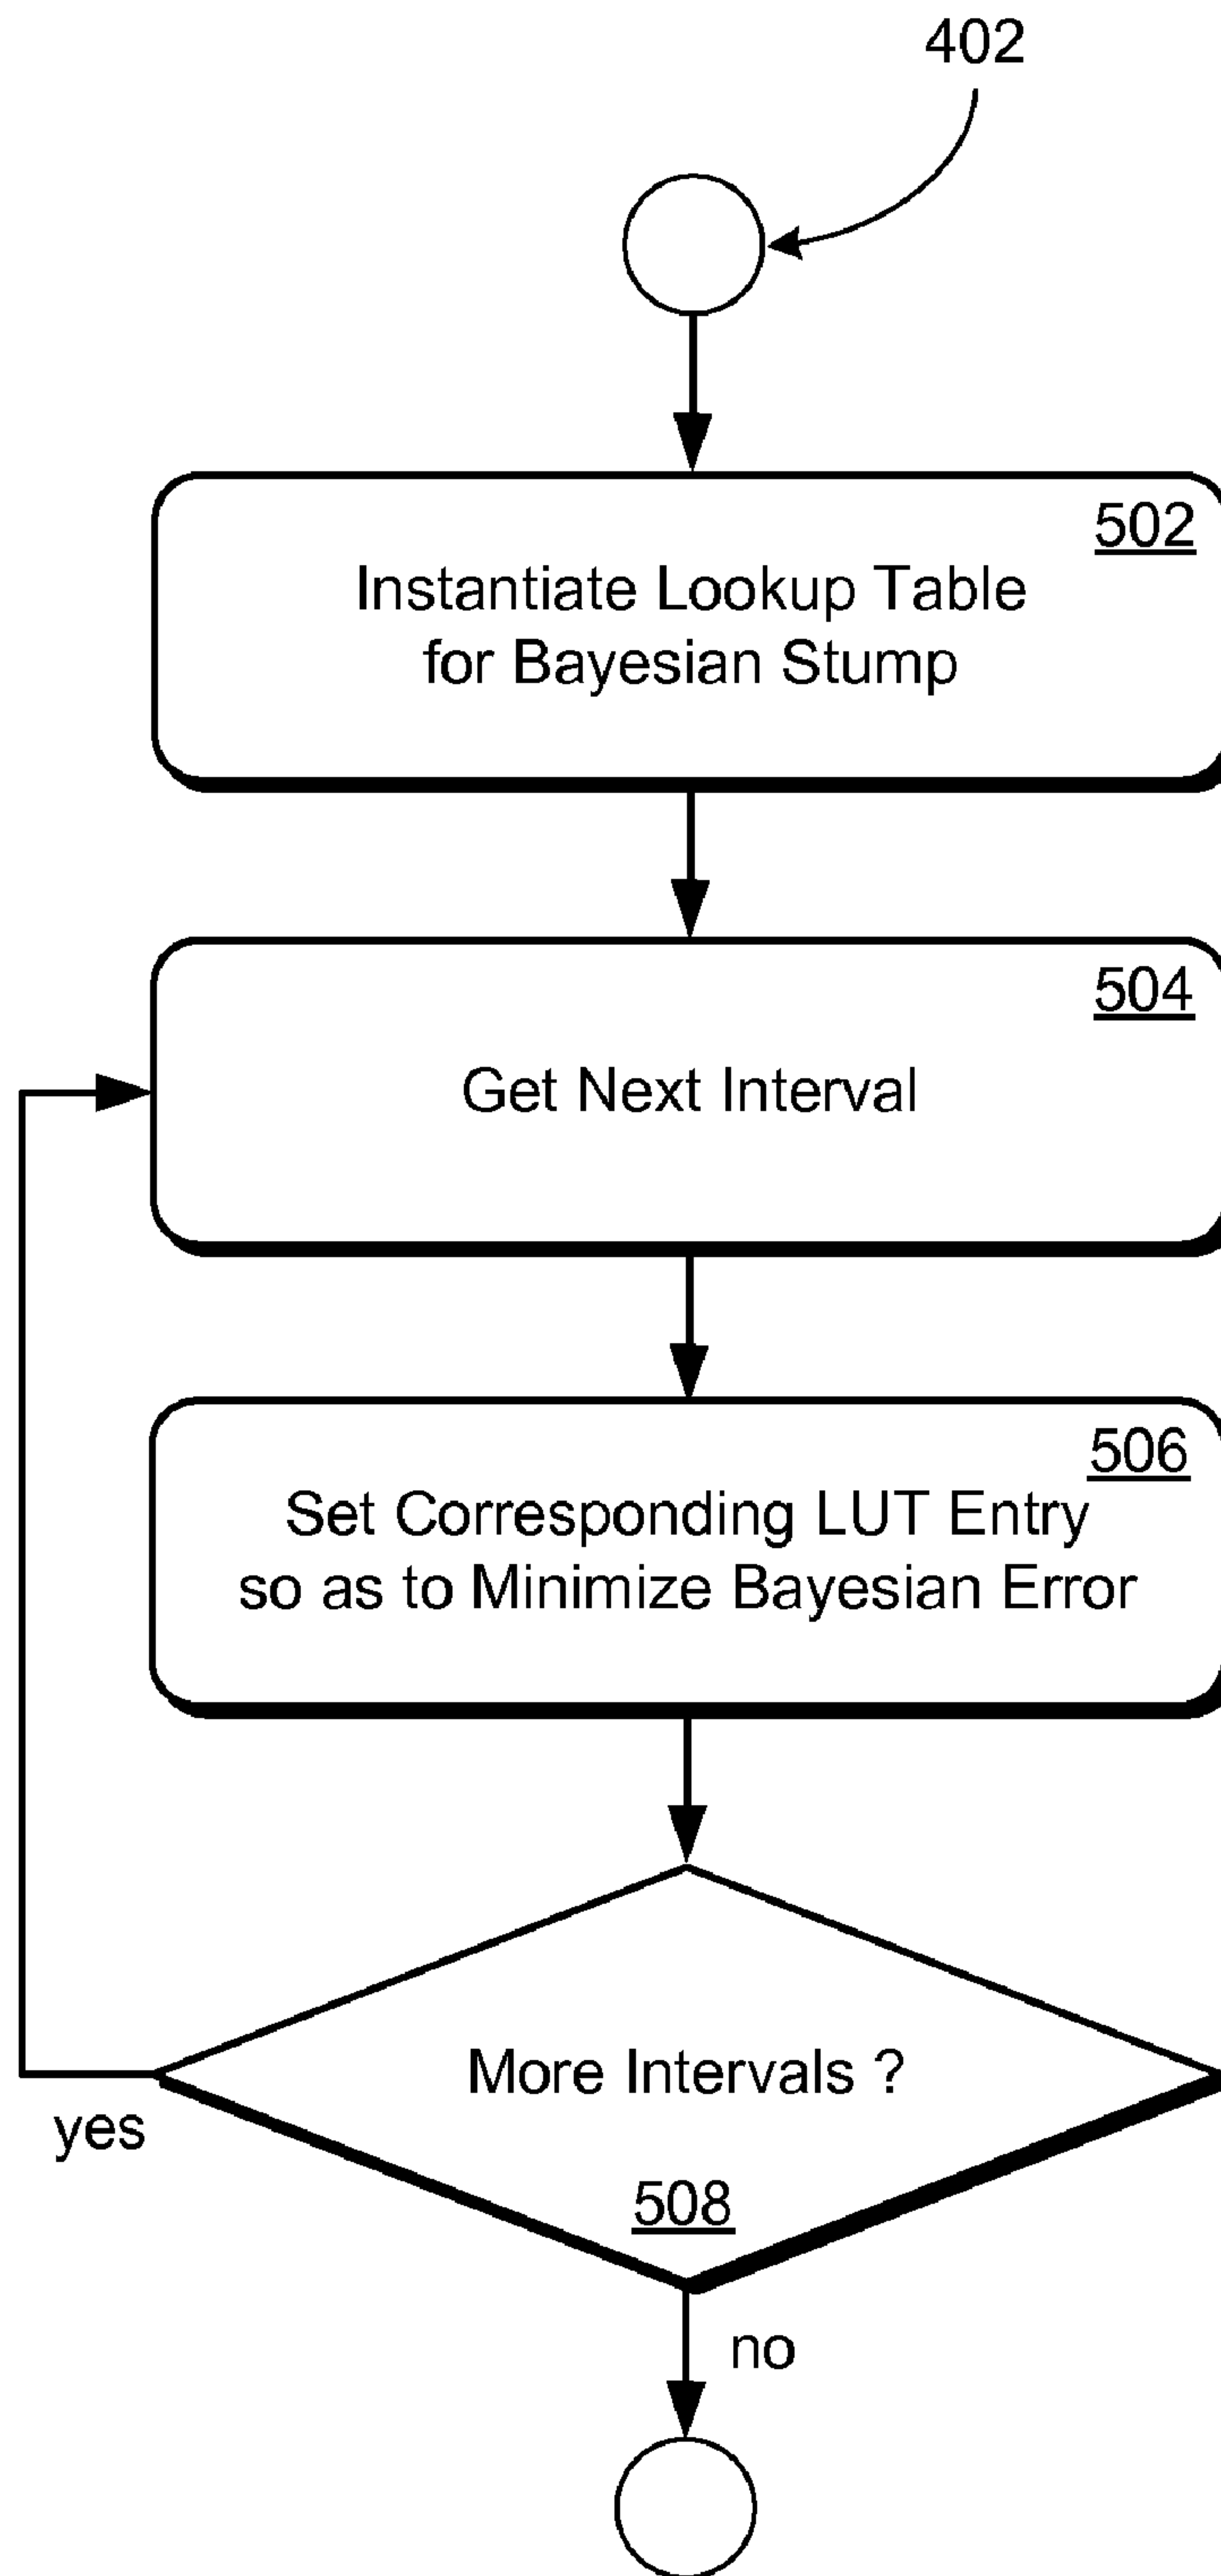 402
502
Instantiate Lookup Table
for Bayesian Stump
504
Get Next Interval
506
Set Corresponding LUT Entry
so as to Minimize Bayesian Error
More Intervals ?
yes
508
no